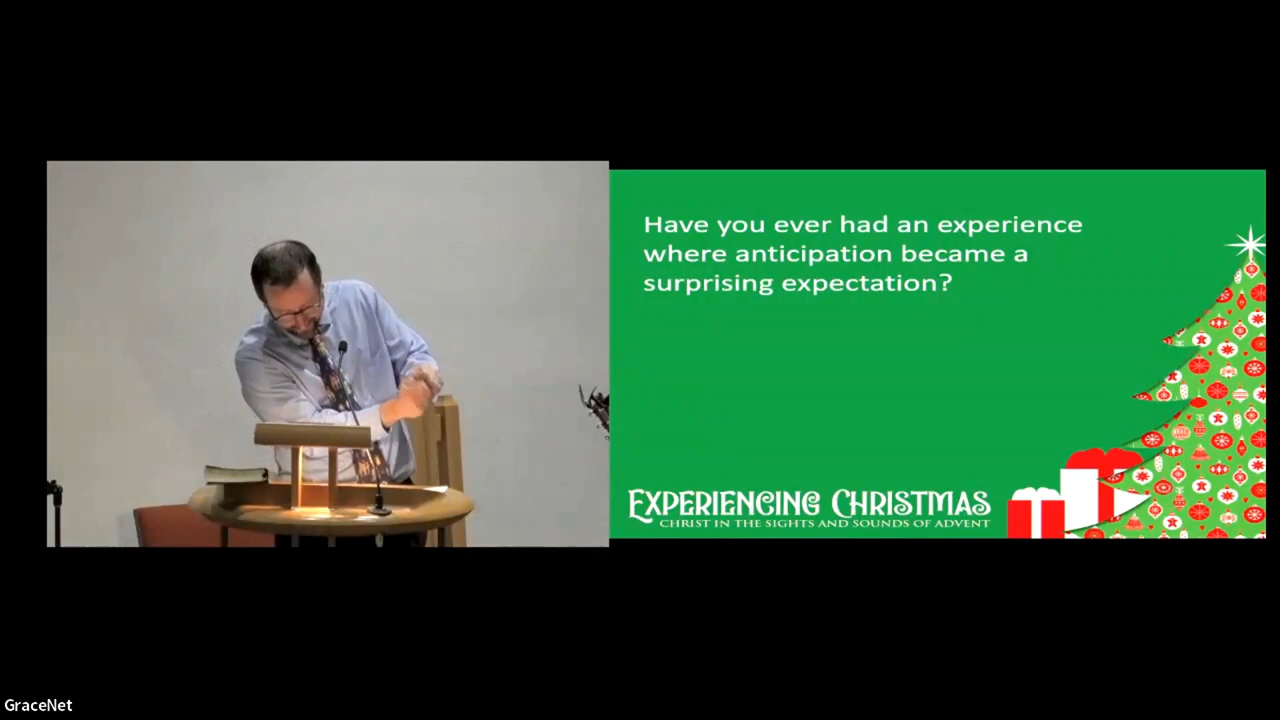 Have you ever had an experience
where anticipation became a
surprising expectation?
EXPERIENCING CHRISTMAS
CHRIST IN THE SIGHTS AND SOUNDS OF ADVENT
GraceNet